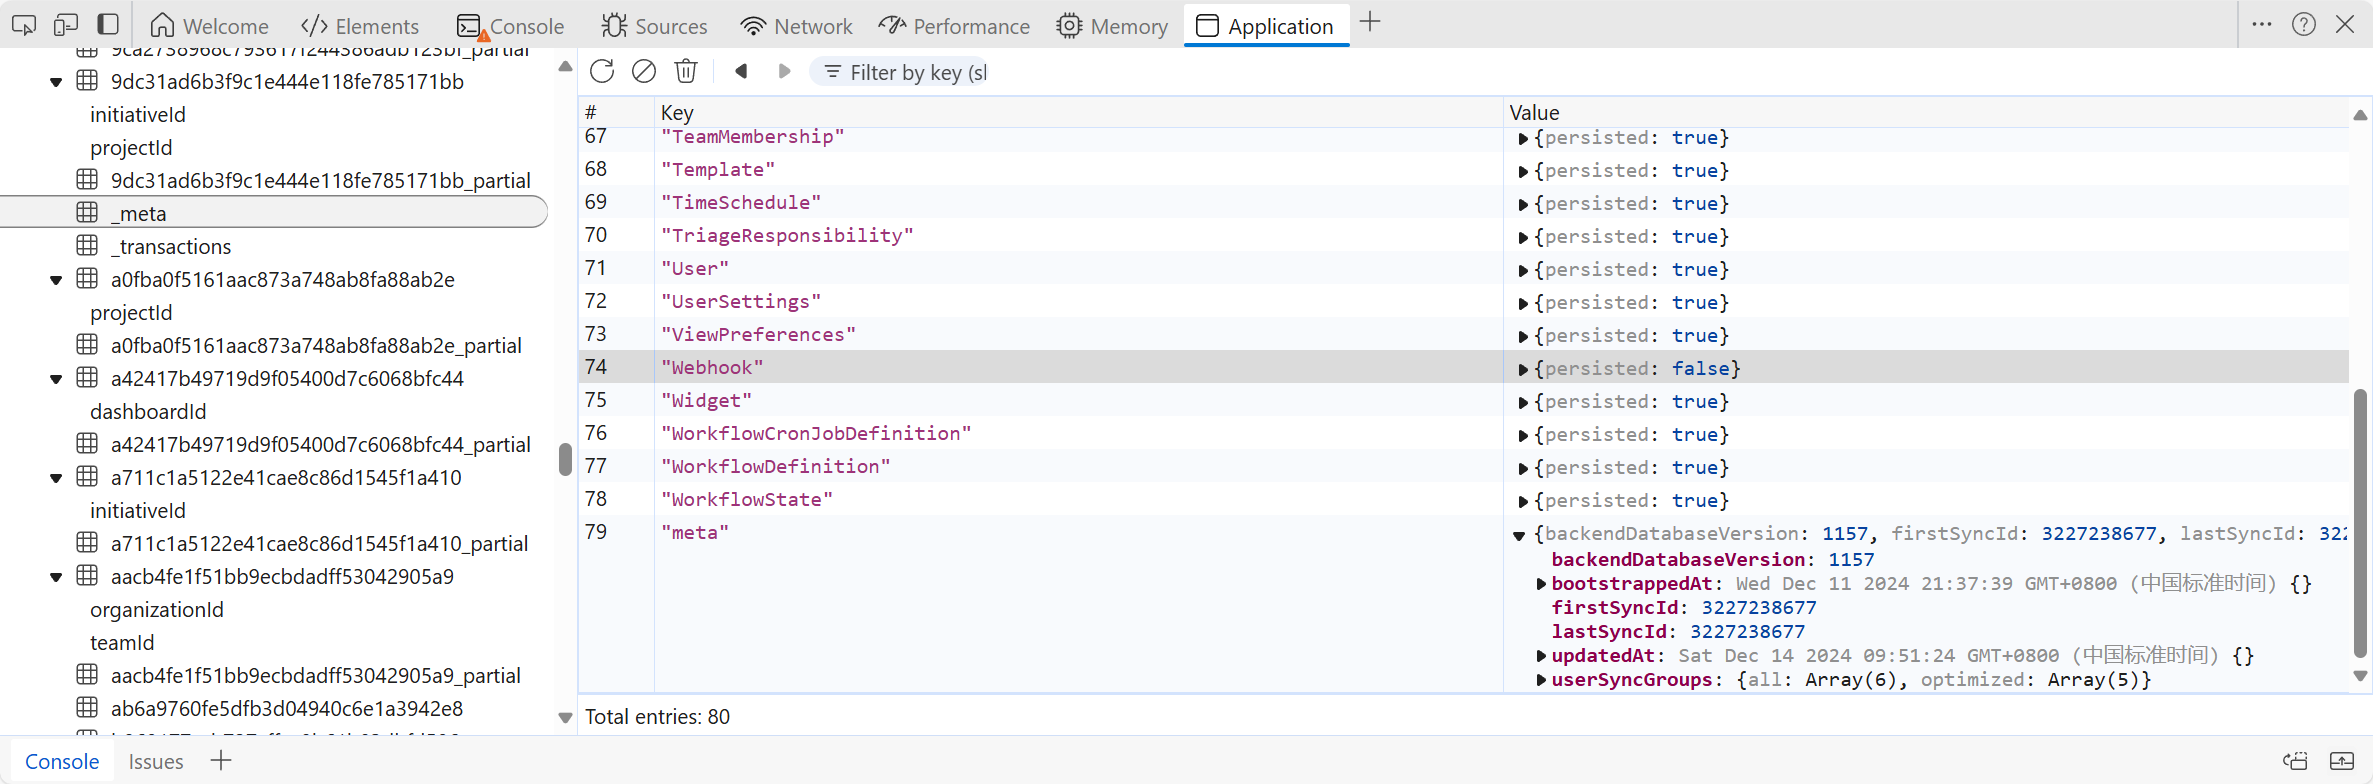 Welcome Elements Console Sources Network Performance Memory Application
9ca2738968c793617f244386adb123bf_partial
9dc31ad6b3f9c1e444e118fe785171bb
initiativeId
projectId
9dc31ad6b3f9c1e444e118fe785171bb_partial
_meta
_transactions
a0fba0f5161aac873a748ab8fa88ab2e
projectId
a0fba0f5161aac873a748ab8fa88ab2e_partial
a42417b49719d9f05400d7c6068bfc44
dashboardId
a42417b49719d9f05400d7c6068bfc44_partial
a711c1a5122e41cae8c86d1545f1a410
initiativeId
a711c1a5122e41cae8c86d1545f1a410_partial
aacb4fe1f51bb9ecbdadff53042905a9
organizationId
teamId
aacb4fe1f51bb9ecbdadff53042905a9_partial
ab6a9760fe5dfb3d04940c6e1a3942e8
Filter by key (sl
# Key Value
67 "TeamMembership" {persisted: true}
68 "Template" {persisted: true}
69 "TimeSchedule" {persisted: true}
70 "TriageResponsibility" {persisted: true}
71 "User" {persisted: true}
72 "UserSettings" {persisted: true}
73 "ViewPreferences" {persisted: true}
74 "Webhook" {persisted: false}
75 "Widget" {persisted: true}
76 "WorkflowCronJobDefinition" {persisted: true}
77 "WorkflowDefinition" {persisted: true}
78 "WorkflowState" {persisted: true}
79 "meta" {backendDatabaseVersion: 1157, firstSyncId: 3227238677, lastSyncId: 322
backendDatabaseVersion: 1157
bootstrappedAt: Wed Dec 11 2024 21:37:39 GMT+0800 (中国标准时间) {}
firstSyncId: 3227238677
lastSyncId: 3227238677
updatedAt: Sat Dec 14 2024 09:51:24 GMT+0800 (中国标准时间) {}
userSyncGroups: {all: Array(6), optimized: Array(5)}
Total entries: 80
Console Issues